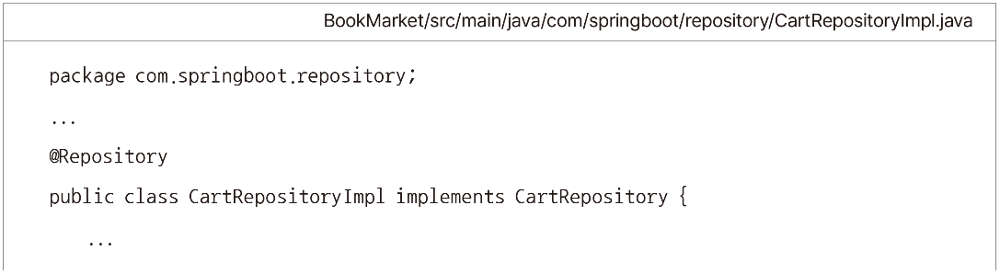 BookMarket/src/main/java/com/springboot/repository/CartRepositoryImpl.java
package com.springboot.repository;
...
@Repository
public class CartRepositoryImpl implements CartRepository {
...